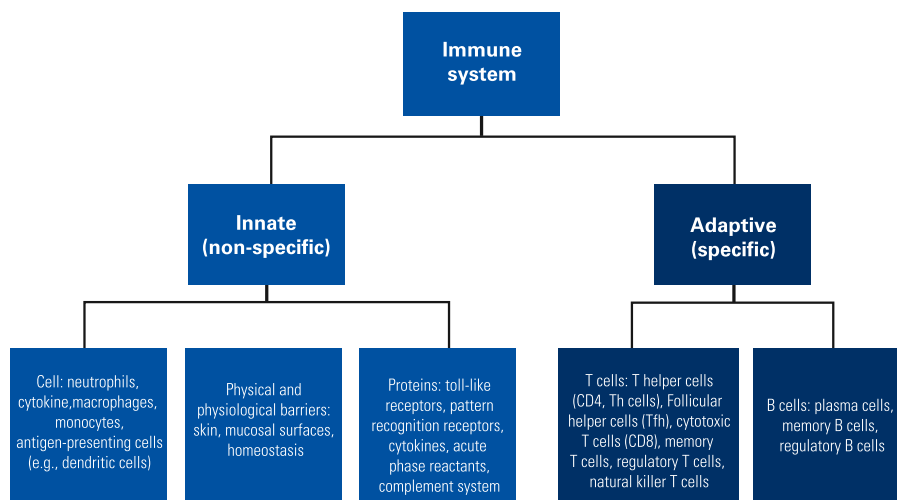 Immune
system
Innate
(non-specific)
Adaptive
(specific)
Cell: neutrophils,
cytokine,macrophages,
monocytes,
antigen-presenting cells
(e.g., dendritic cells)
Physical and
physiological barriers:
skin, mucosal surfaces,
homeostasis
Proteins: toll-like
receptors, pattern
recognition receptors,
cytokines, acute
phase reactants,
complement system
T cells: T helper cells
(CD4, Th cells), Follicular
helper cells (Tfh), cytotoxic
T cells (CD8), memory
T cells, regulatory T cells,
natural killer T cells
B cells: plasma cells,
memory B cells,
regulatory B cells